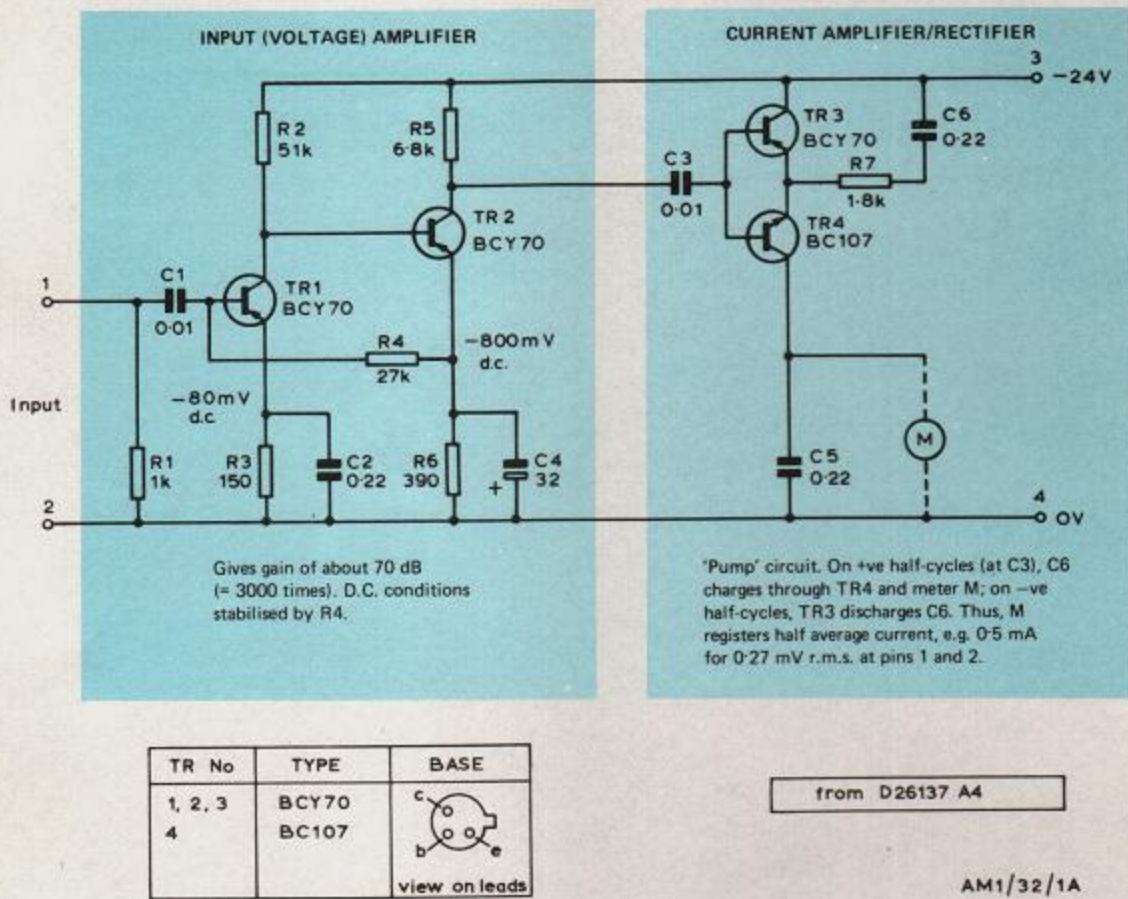 INPUT (VOLTAGE) AMPLIFIER
CURRENT AMPLIFIER/RECTIFIER
3
−24V
R2
51k
R5
6·8k
TR3
BCY70
C6
0·22
C3
0·01
R7
1·8k
TR2
BCY70
TR4
BC107
1
C1
0·01
TR1
BCY70
R4
27k
−800mV
d.c.
Input
−80mV
d.c.
M
R1
1k
R3
150
C2
0·22
R6
390
+
C4
32
C5
0·22
2
4
0V
Gives gain of about 70 dB
(= 3000 times). D.C. conditions
stabilised by R4.
'Pump' circuit. On +ve half-cycles (at C3), C6
charges through TR4 and meter M; on −ve
half-cycles, TR3 discharges C6. Thus, M
registers half average current, e.g. 0·5 mA
for 0·27 mV r.m.s. at pins 1 and 2.
TR No TYPE BASE
1, 2, 3 BCY70
4 BC107
c
b e
view on leads
from D26137 A4
AM1/32/1A